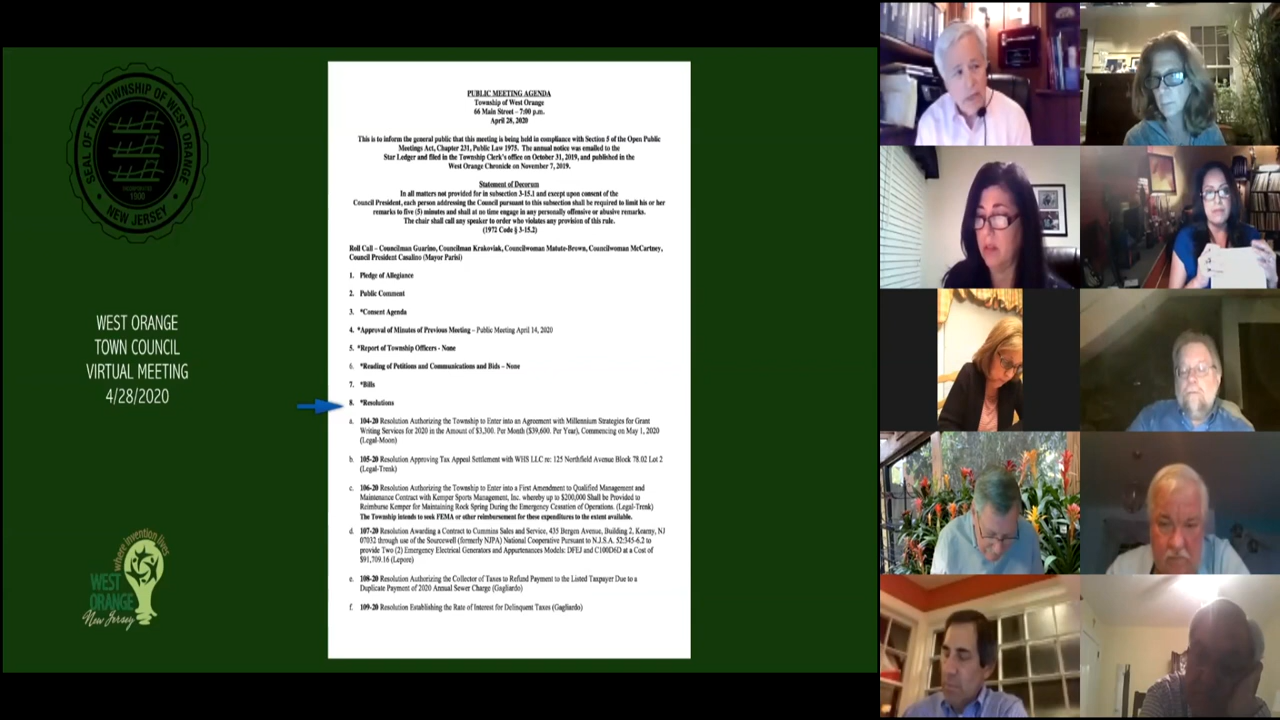 SEAL OF THE TOWNSHIP OF WEST ORANGE
INCORPORATED
1900
NEW JERSEY
WEST ORANGE
TOWN COUNCIL
VIRTUAL MEETING
4/28/2020
where invention lives
WEST
ORANGE
New Jersey
PUBLIC MEETING AGENDA
Township of West Orange
66 Main Street – 7:00 p.m.
April 28, 2020
This is to inform the general public that this meeting is being held in compliance with Section 5 of the Open Public
Meetings Act, Chapter 231, Public Law 1975. The annual notice was emailed to the
Star Ledger and filed in the Township Clerk's office on October 31, 2019, and published in the
West Orange Chronicle on November 7, 2019.
Statement of Decorum
In all matters not provided for in subsection 3-15.1 and except upon consent of the
Council President, each person addressing the Council pursuant to this subsection shall be required to limit his or her
remarks to five (5) minutes and shall at no time engage in any personally offensive or abusive remarks.
The chair shall call any speaker to order who violates any provision of this rule.
(1972 Code § 3-15.2)
Roll Call – Councilman Guarino, Councilman Krakoviak, Councilwoman Matute-Brown, Councilwoman McCartney,
Council President Casalino (Mayor Parisi)
1. Pledge of Allegiance
2. Public Comment
3. *Consent Agenda
4. *Approval of Minutes of Previous Meeting – Public Meeting April 14, 2020
5. *Report of Township Officers - None
6. *Reading of Petitions and Communications and Bids – None
7. *Bills
8. *Resolutions
a. 104-20 Resolution Authorizing the Township to Enter into an Agreement with Millennium Strategies for Grant
Writing Services for 2020 in the Amount of $3,300. Per Month ($39,600. Per Year), Commencing on May 1, 2020
(Legal-Moon)
b. 105-20 Resolution Approving Tax Appeal Settlement with WHS LLC re: 125 Northfield Avenue Block 78.02 Lot 2
(Legal-Trenk)
c. 106-20 Resolution Authorizing the Township to Enter into a First Amendment to Qualified Management and
Maintenance Contract with Kemper Sports Management, Inc. whereby up to $200,000 Shall be Provided to
Reimburse Kemper for Maintaining Rock Spring During the Emergency Cessation of Operations. (Legal-Trenk)
The Township intends to seek FEMA or other reimbursement for these expenditures to the extent available.
d. 107-20 Resolution Awarding a Contract to Cummins Sales and Service, 435 Bergen Avenue, Building 2, Kearny, NJ
07032 through use of the Sourcewell (formerly NJPA) National Cooperative Pursuant to N.J.S.A. 52:345-6.2 to
provide Two (2) Emergency Electrical Generators and Appurtenances Models: DFEJ and C100D6D at a Cost of
$91,709.16 (Lepore)
e. 108-20 Resolution Authorizing the Collector of Taxes to Refund Payment to the Listed Taxpayer Due to a
Duplicate Payment of 2020 Annual Sewer Charge (Gagliardo)
f. 109-20 Resolution Establishing the Rate of Interest for Delinquent Taxes (Gagliardo)